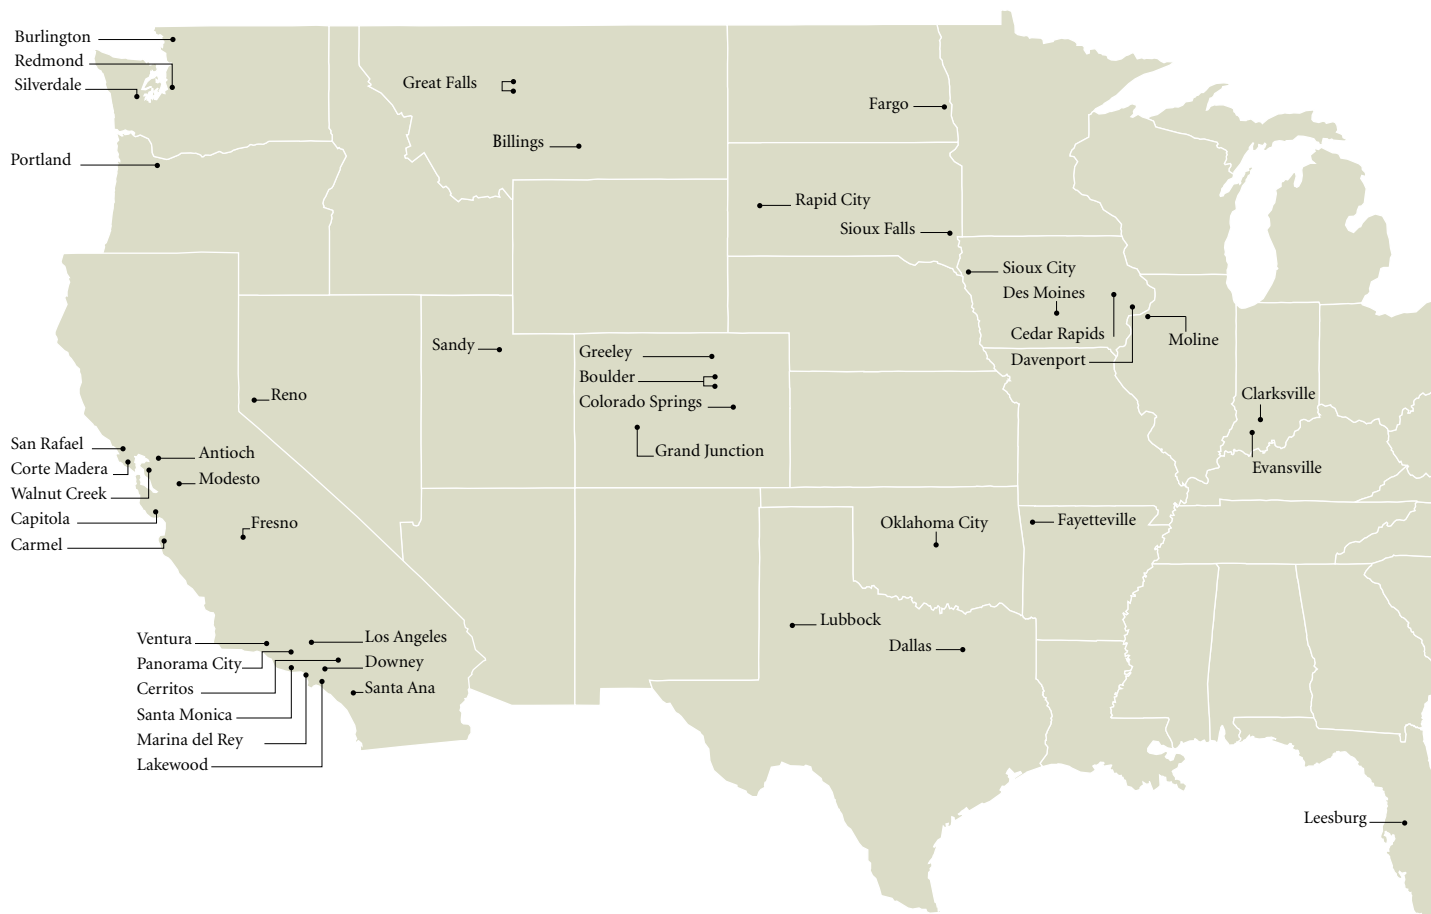 Burlington
Redmond
Silverdale
Great Falls
Fargo
Billings
Portland
Rapid City
Sioux Falls
Sioux City
Des Moines
Cedar Rapids
Moline
Davenport
Sandy
Greeley
Boulder
Colorado Springs
Reno
Clarksville
San Rafael
Antioch
Grand Junction
Corte Madera
Evansville
Modesto
Walnut Creek
Capitola
Fresno
Oklahoma City
Fayetteville
Carmel
Lubbock
Ventura
Los Angeles
Dallas
Panorama City
Downey
Cerritos
Santa Ana
Santa Monica
Marina del Rey
Lakewood
Leesburg